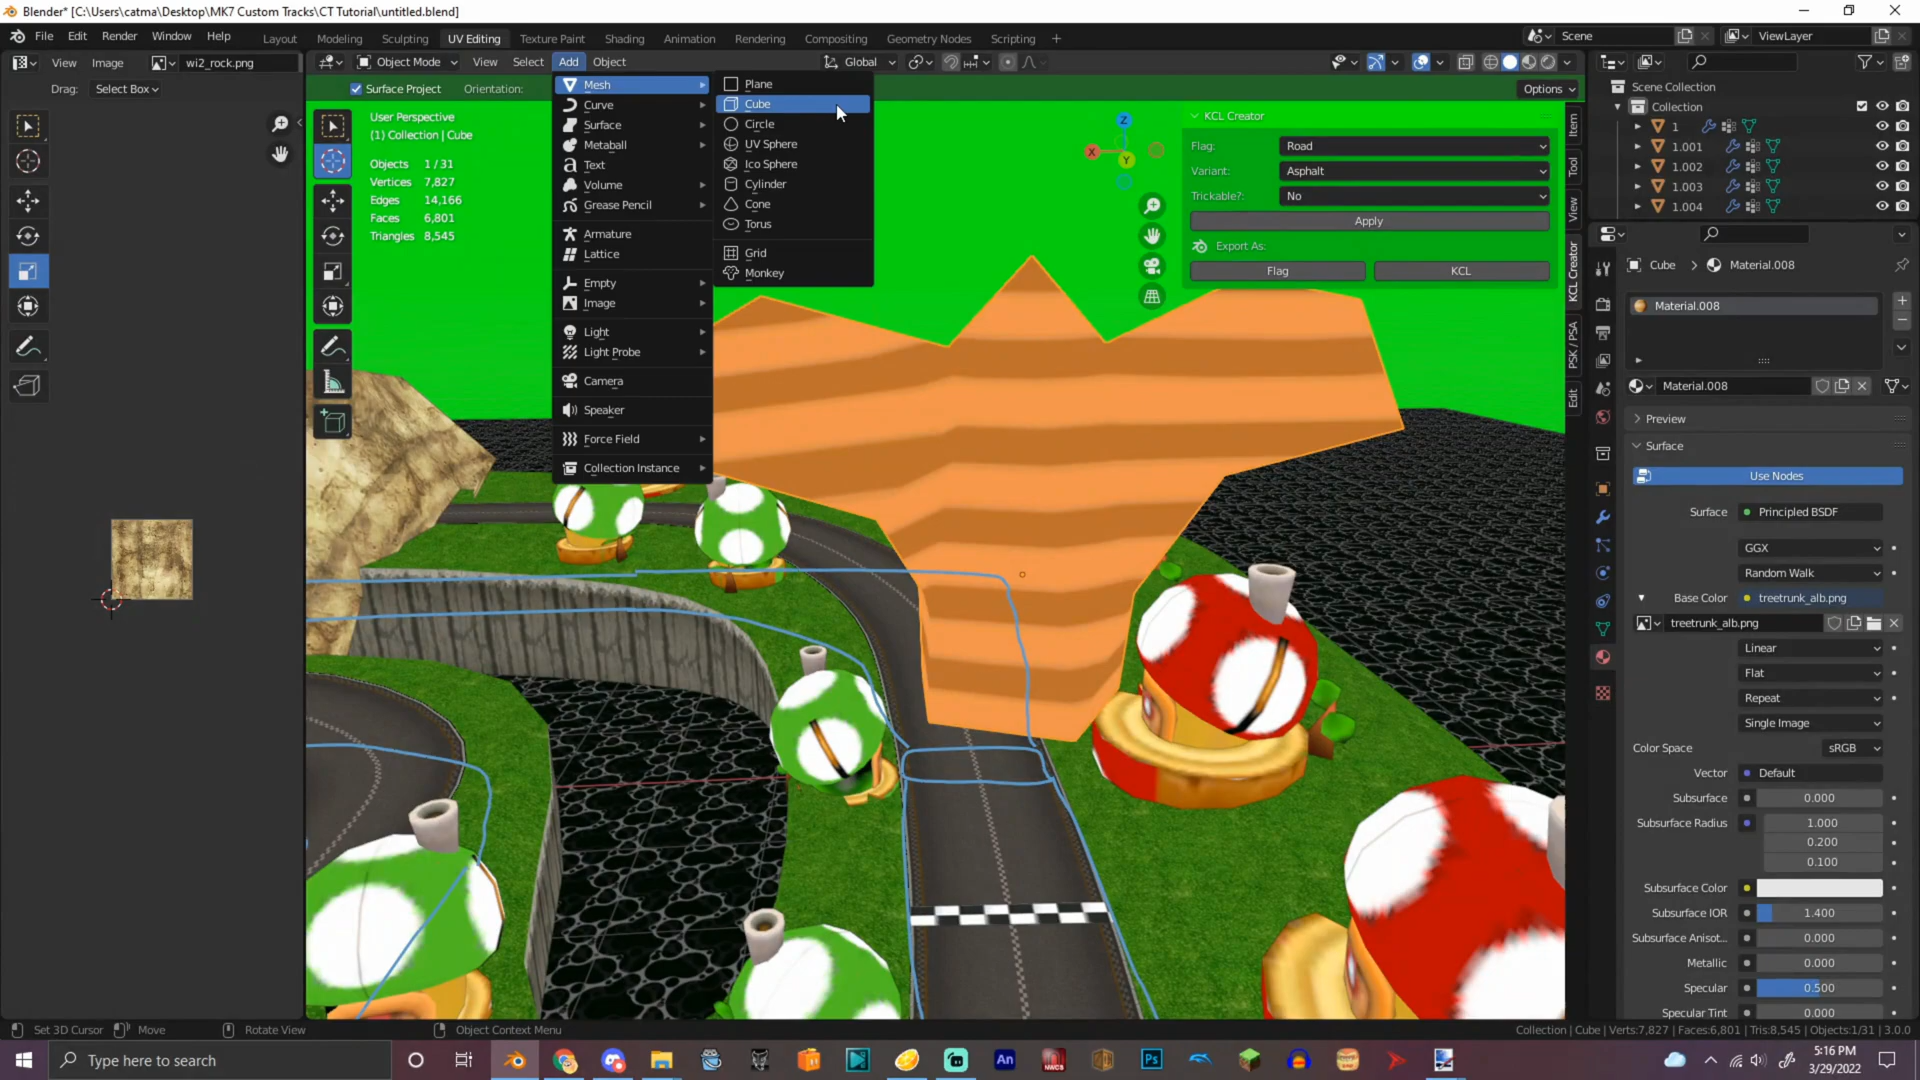 Blender* [C:\Users\catma\Desktop\MK7 Custom Tracks\CT Tutorial\untitled.blend]
File Edit Render Window Help Layout Modeling Sculpting UV Editing Texture Paint Shading Animation Rendering Compositing Geometry Nodes Scripting + Scene ViewLayer
View Image wi2_rock.png Object Mode View Select Add Object Global
Drag: Select Box Surface Project Orientation: Options
User Perspective
(1) Collection | Cube
Objects 1 / 31
Vertices 7,827
Edges 14,166
Faces 6,801
Triangles 8,545
Mesh
Curve
Surface
Metaball
Text
Volume
Grease Pencil
Armature
Lattice
Empty
Image
Light
Light Probe
Camera
Speaker
Force Field
Collection Instance
Plane
Cube
Circle
UV Sphere
Ico Sphere
Cylinder
Cone
Torus
Grid
Monkey
Z
X
Y
KCL Creator
Flag: Road
Variant: Asphalt
Trickable?: No
Apply
Export As:
Flag KCL
Item
Tool
View
KCL Creator
PSK / PSA
Edit
Scene Collection
Collection
1
1.001
1.002
1.003
1.004
Cube Material.008
Material.008
Material.008
Preview
Surface
Use Nodes
Surface Principled BSDF
GGX
Random Walk
Base Color treetrunk_alb.png
treetrunk_alb.png
Linear
Flat
Repeat
Single Image
Color Space sRGB
Vector Default
Subsurface 0.000
Subsurface Radius 1.000
0.200
0.100
Subsurface Color
Subsurface IOR 1.400
Subsurface Anisot... 0.000
Metallic 0.000
Specular 0.500
Specular Tint 0.000
Set 3D Cursor Move Rotate View Object Context Menu Collection | Cube | Verts:7,827 | Faces:6,801 | Tris:8,545 | Objects:1/31 | 3.0.0
Type here to search An NWCS Ps 5:16 PM
3/29/2022